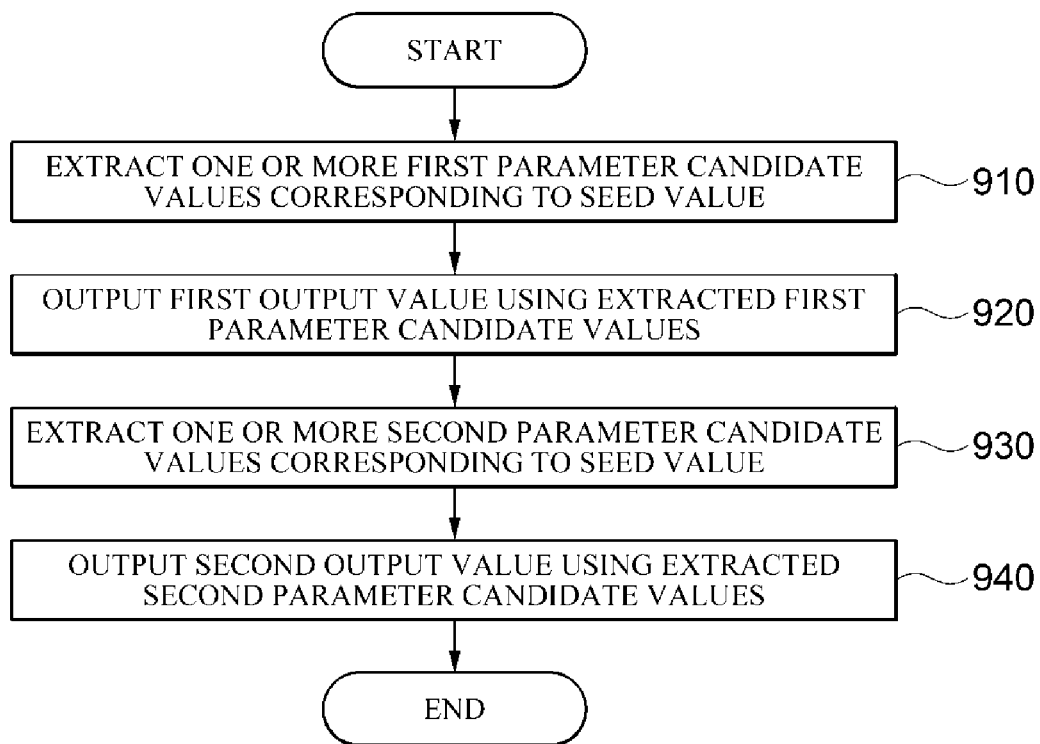 START
EXTRACT ONE OR MORE FIRST PARAMETER CANDIDATE
VALUES CORRESPONDING TO SEED VALUE
910
OUTPUT FIRST OUTPUT VALUE USING EXTRACTED FIRST
PARAMETER CANDIDATE VALUES
920
EXTRACT ONE OR MORE SECOND PARAMETER CANDIDATE
VALUES CORRESPONDING TO SEED VALUE
930
OUTPUT SECOND OUTPUT VALUE USING EXTRACTED
SECOND PARAMETER CANDIDATE VALUES
940
END